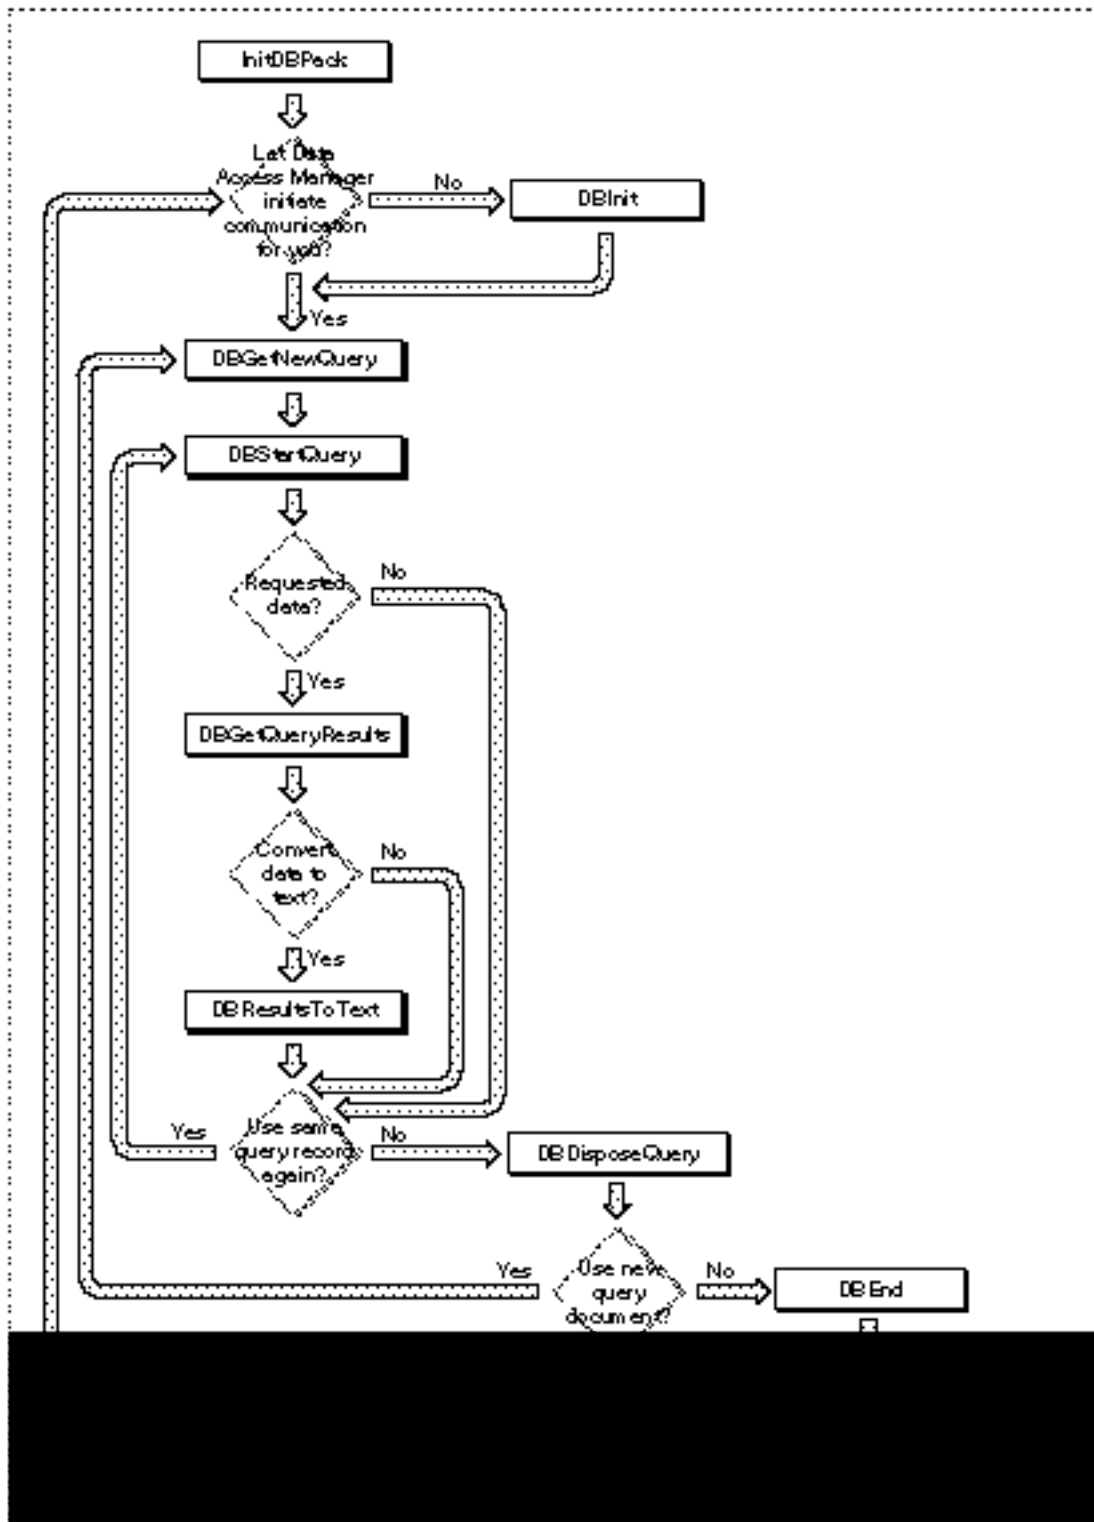 InitDBPack
Let Data
Access Manager
initiate
communication
for you?
No
DBInit
Yes
DBGetNewQuery
DBStartQuery
Requested
data?
No
Yes
DBGetQueryResults
Convert
data to
text?
No
Yes
DBResultsToText
Yes
Use same
query record
again?
No
DBDisposeQuery
Yes
Use new
query
document?
No
DBEnd